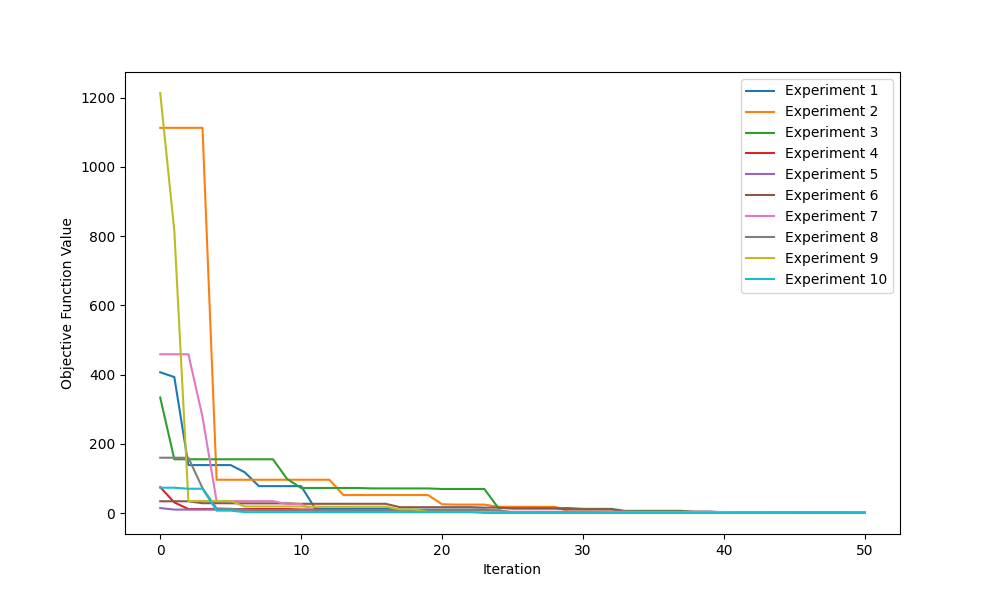 1200
1000
800
600
400
200
0
Objective Function Value
0 10 20 30 40 50
Iteration
Experiment 1
Experiment 2
Experiment 3
Experiment 4
Experiment 5
Experiment 6
Experiment 7
Experiment 8
Experiment 9
Experiment 10